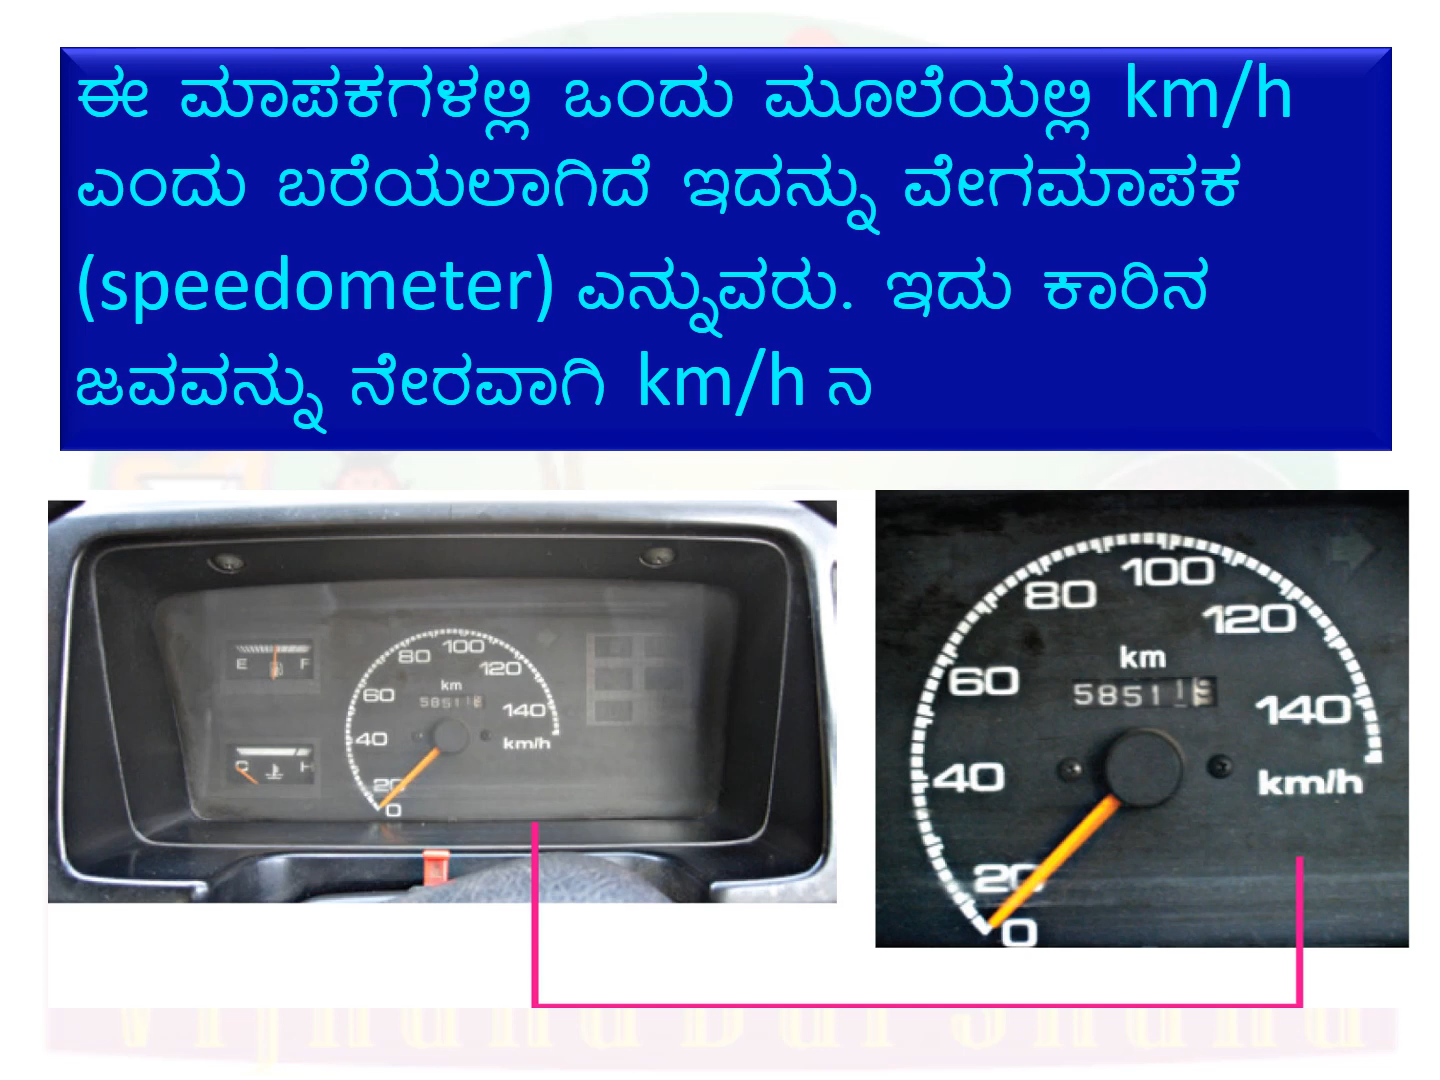 ಈ ಮಾಪಕಗಳಲ್ಲಿ ಒಂದು ಮೂಲೆಯಲ್ಲಿ km/h
ಎಂದು ಬರೆಯಲಾಗಿದೆ ಇದನ್ನು ವೇಗಮಾಪಕ
(speedometer) ಎನ್ನುವರು. ಇದು ಕಾರಿನ
ಜವವನ್ನು ನೇರವಾಗಿ km/h ನ
E F
C H
0
20
40
60
80
100
120
140
km
km/h
0
20
40
60
80
100
120
140
km
58511
km/h